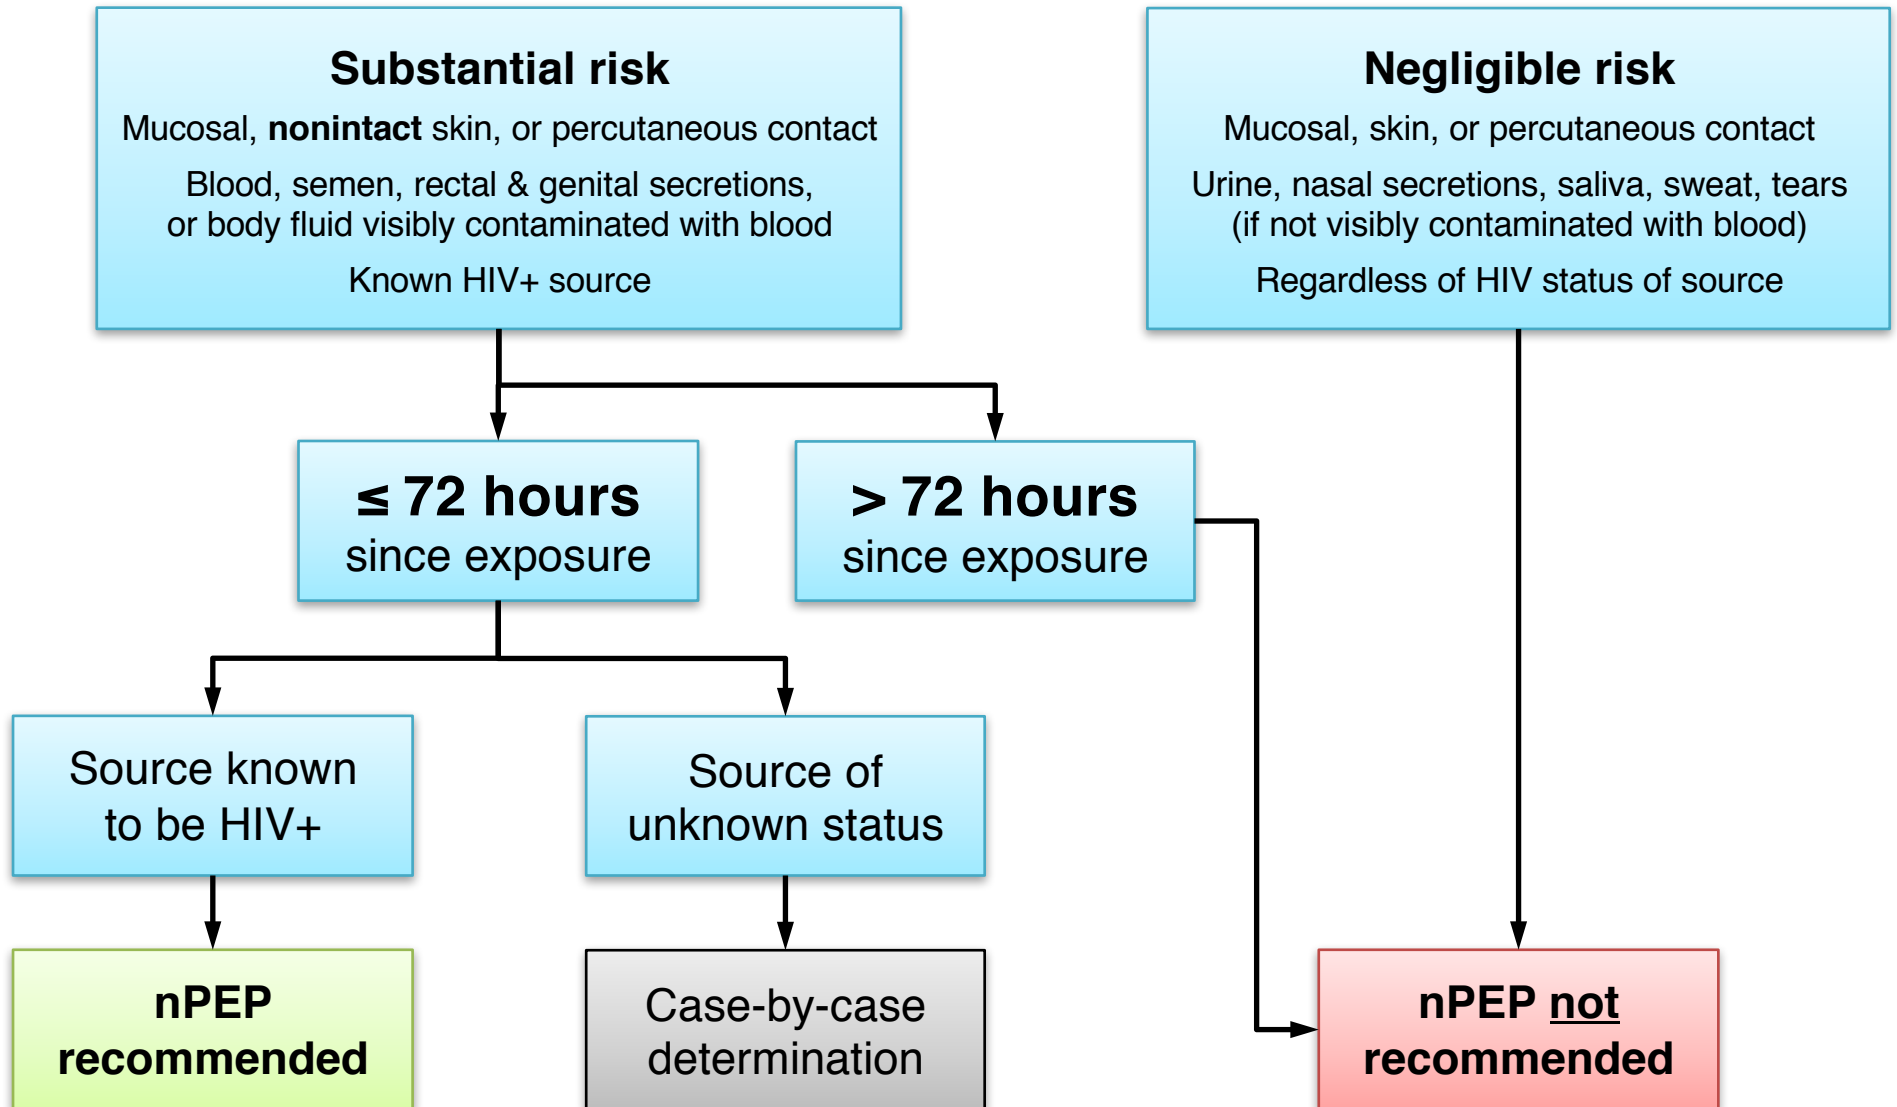 Substantial risk
Mucosal, nonintact skin, or percutaneous contact
Blood, semen, rectal & genital secretions,
or body fluid visibly contaminated with blood
Known HIV+ source
Negligible risk
Mucosal, skin, or percutaneous contact
Urine, nasal secretions, saliva, sweat, tears
(if not visibly contaminated with blood)
Regardless of HIV status of source
≤ 72 hours
since exposure
> 72 hours
since exposure
Source known
to be HIV+
Source of
unknown status
nPEP
recommended
Case-by-case
determination
nPEP not
recommended